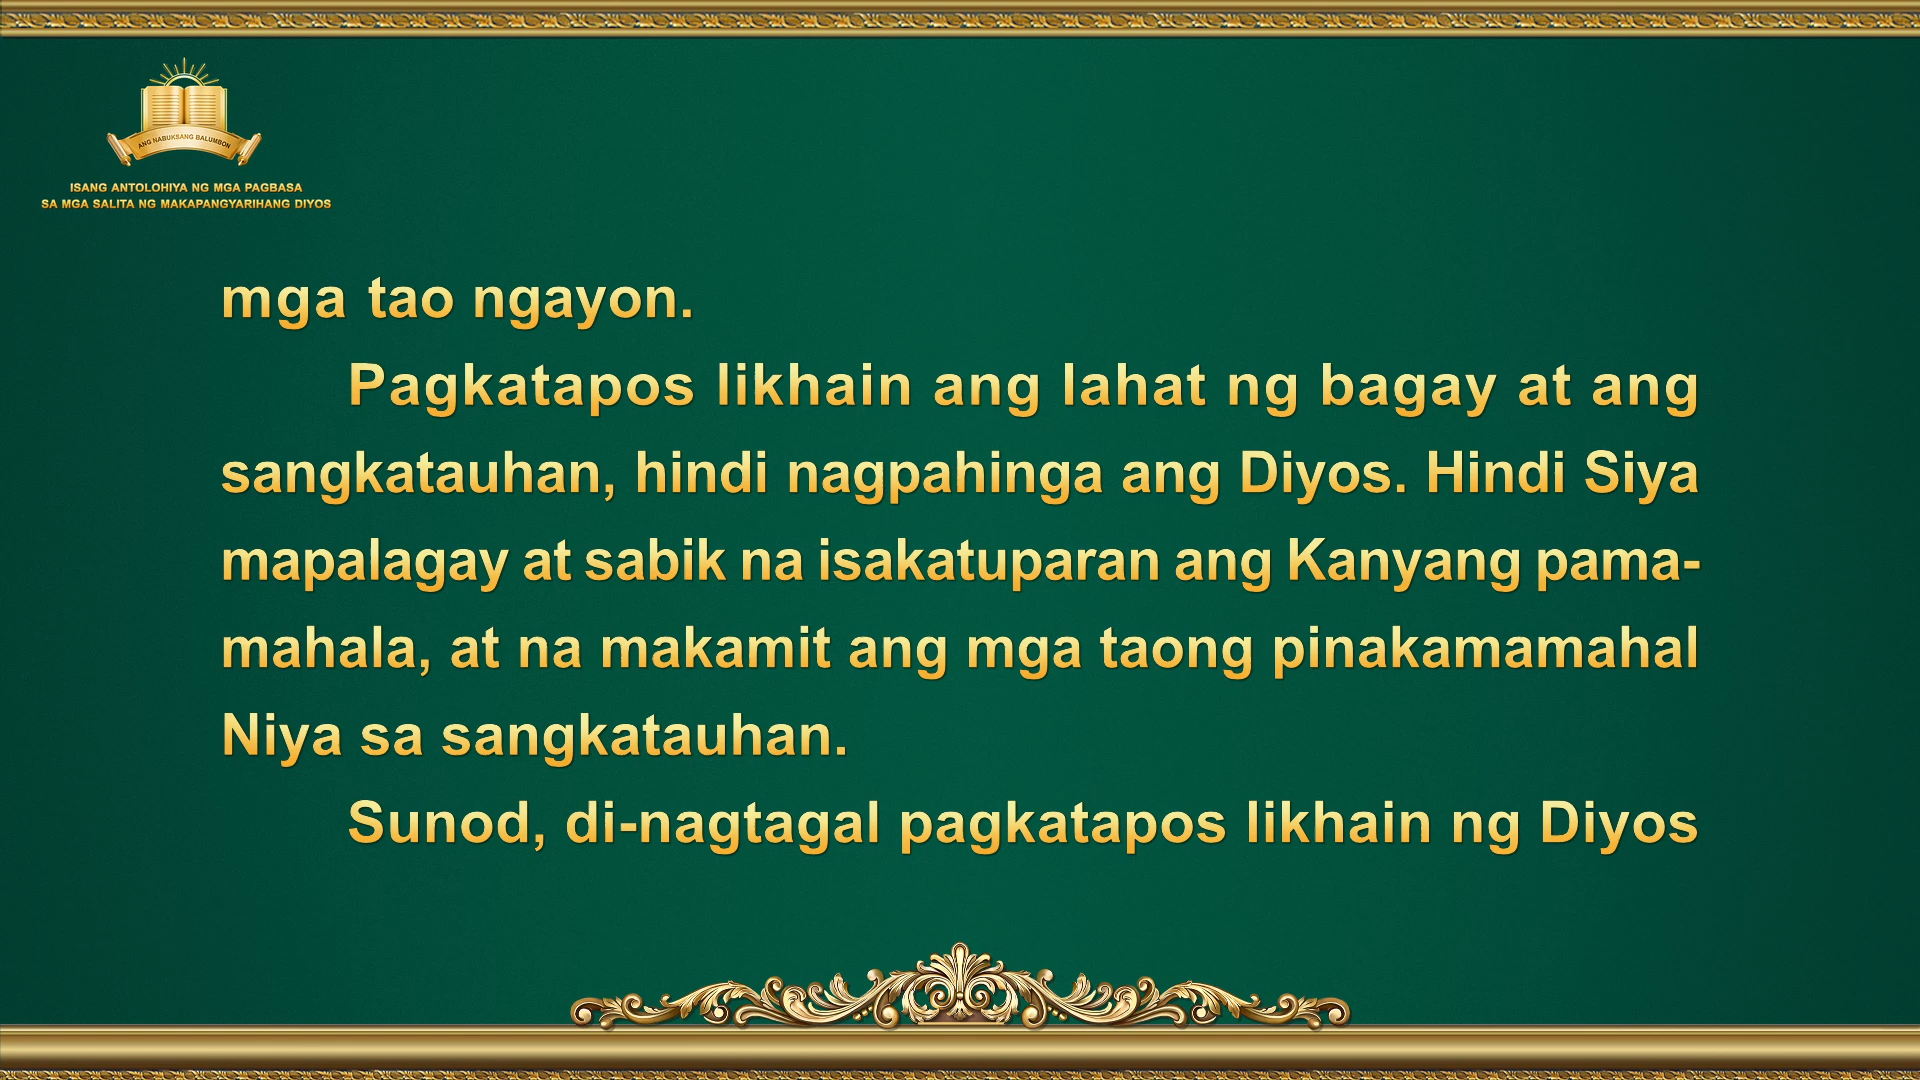 ANG NABUKSANG BALUMBON
ISANG ANTOLOHIYA NG MGA PAGBASA
SA MGA SALITA NG MAKAPANGYARIHANG DIYOS
mga tao ngayon.
Pagkatapos likhain ang lahat ng bagay at ang
sangkatauhan, hindi nagpahinga ang Diyos. Hindi Siya
mapalagay at sabik na isakatuparan ang Kanyang pama-
mahala, at na makamit ang mga taong pinakamamahal
Niya sa sangkatauhan.
Sunod, di-nagtagal pagkatapos likhain ng Diyos